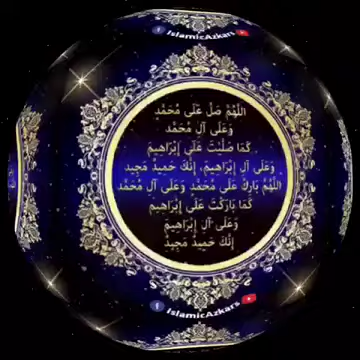 IslamicAzkars
اللَّهُمَّ صَلِّ عَلَى مُحَمَّدٍ
وَعَلَى آلِ مُحَمَّدٍ
كَمَا صَلَّيْتَ عَلَى إِبْرَاهِيمَ
وَعَلَى آلِ إِبْرَاهِيمَ، إِنَّكَ حَمِيدٌ مَجِيدٌ
اللَّهُمَّ بَارِكْ عَلَى مُحَمَّدٍ وَعَلَى آلِ مُحَمَّدٍ
كَمَا بَارَكْتَ عَلَى إِبْرَاهِيمَ
وَعَلَى آلِ إِبْرَاهِيمَ
إِنَّكَ حَمِيدٌ مَجِيدٌ
IslamicAzkars